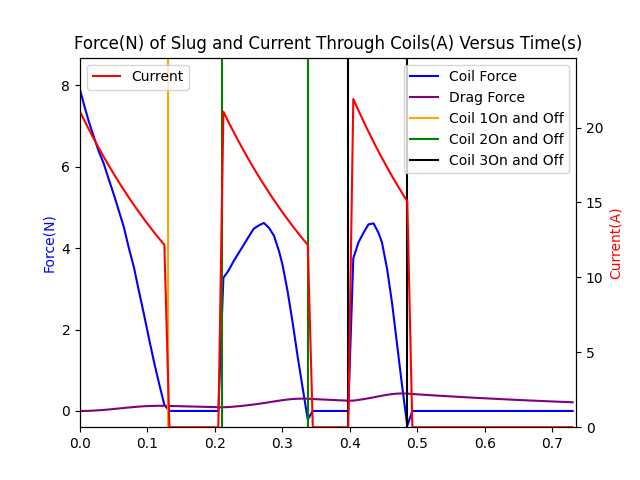 Force(N) of Slug and Current Through Coils(A) Versus Time(s)
Current
Coil Force
Drag Force
Coil 1On and Off
Coil 2On and Off
Coil 3On and Off
Force(N)
8
6
4
2
0
Current(A)
20
15
10
5
0
0.0 0.1 0.2 0.3 0.4 0.5 0.6 0.7